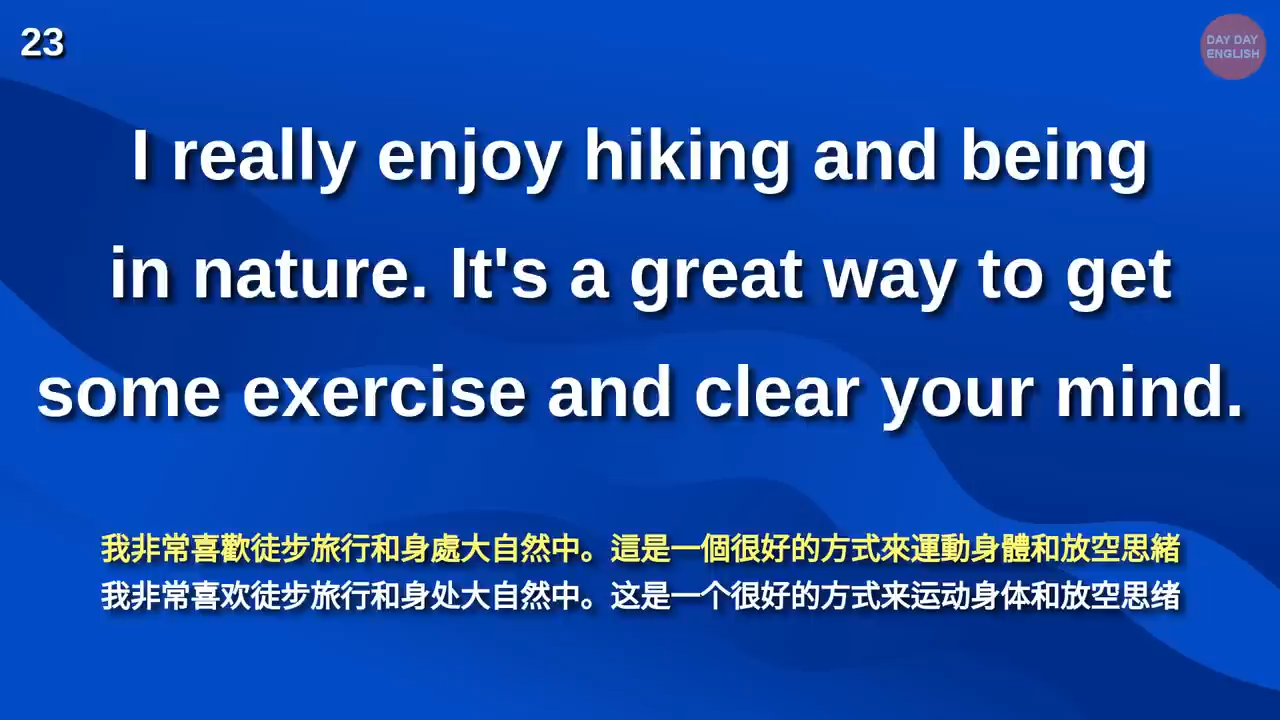 23
DAY DAY
ENGLISH
I really enjoy hiking and being
in nature. It's a great way to get
some exercise and clear your mind.
我非常喜歡徒步旅行和身處大自然中。這是一個很好的方式來運動身體和放空思緒
我非常喜欢徒步旅行和身处大自然中。这是一个很好的方式来运动身体和放空思绪